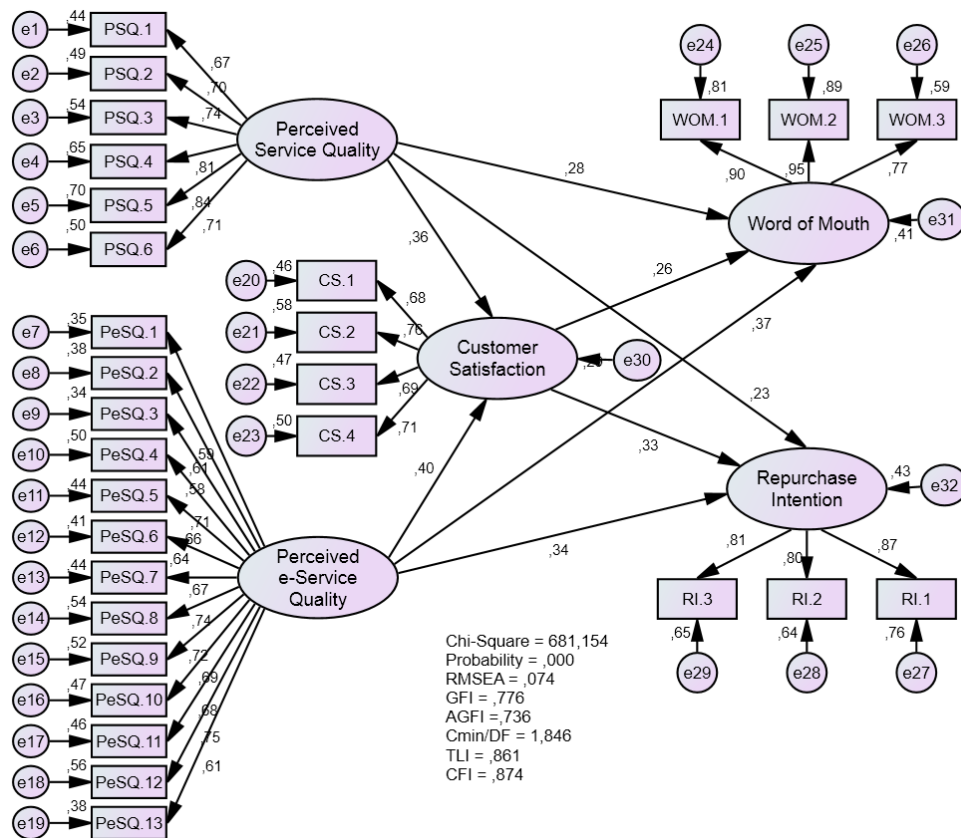 e1
,44
PSQ.1
e2
,49
PSQ.2
e3
,54
PSQ.3
e4
,65
PSQ.4
e5
,70
PSQ.5
e6
,50
PSQ.6
,67
,70
,74
,81
,84
,71
Perceived
Service Quality
e24
e25
e26
,81
,89
,59
WOM.1
WOM.2
WOM.3
,90
,95
,77
Word of Mouth
,41
e31
,28
,36
,26
,37
,23
e20
,46
CS.1
e21
,58
CS.2
e22
,47
CS.3
e23
,50
CS.4
,68
,76
,69
,71
Customer
Satisfaction
e30
,40
,33
,34
e7
,35
PeSQ.1
e8
,38
PeSQ.2
e9
,34
PeSQ.3
e10
,50
PeSQ.4
e11
,44
PeSQ.5
e12
,41
PeSQ.6
e13
,44
PeSQ.7
e14
,54
PeSQ.8
e15
,52
PeSQ.9
e16
,47
PeSQ.10
e17
,46
PeSQ.11
e18
,56
PeSQ.12
e19
,38
PeSQ.13
,59
,61
,58
,71
,66
,64
,67
,74
,72
,69
,68
,75
,61
Perceived
e-Service
Quality
Repurchase
Intention
,43
e32
,81
,80
,87
RI.3
RI.2
RI.1
,65
,64
,76
e29
e28
e27
Chi-Square = 681,154
Probability = ,000
RMSEA = ,074
GFI = ,776
AGFI =,736
Cmin/DF = 1,846
TLI = ,861
CFI = ,874